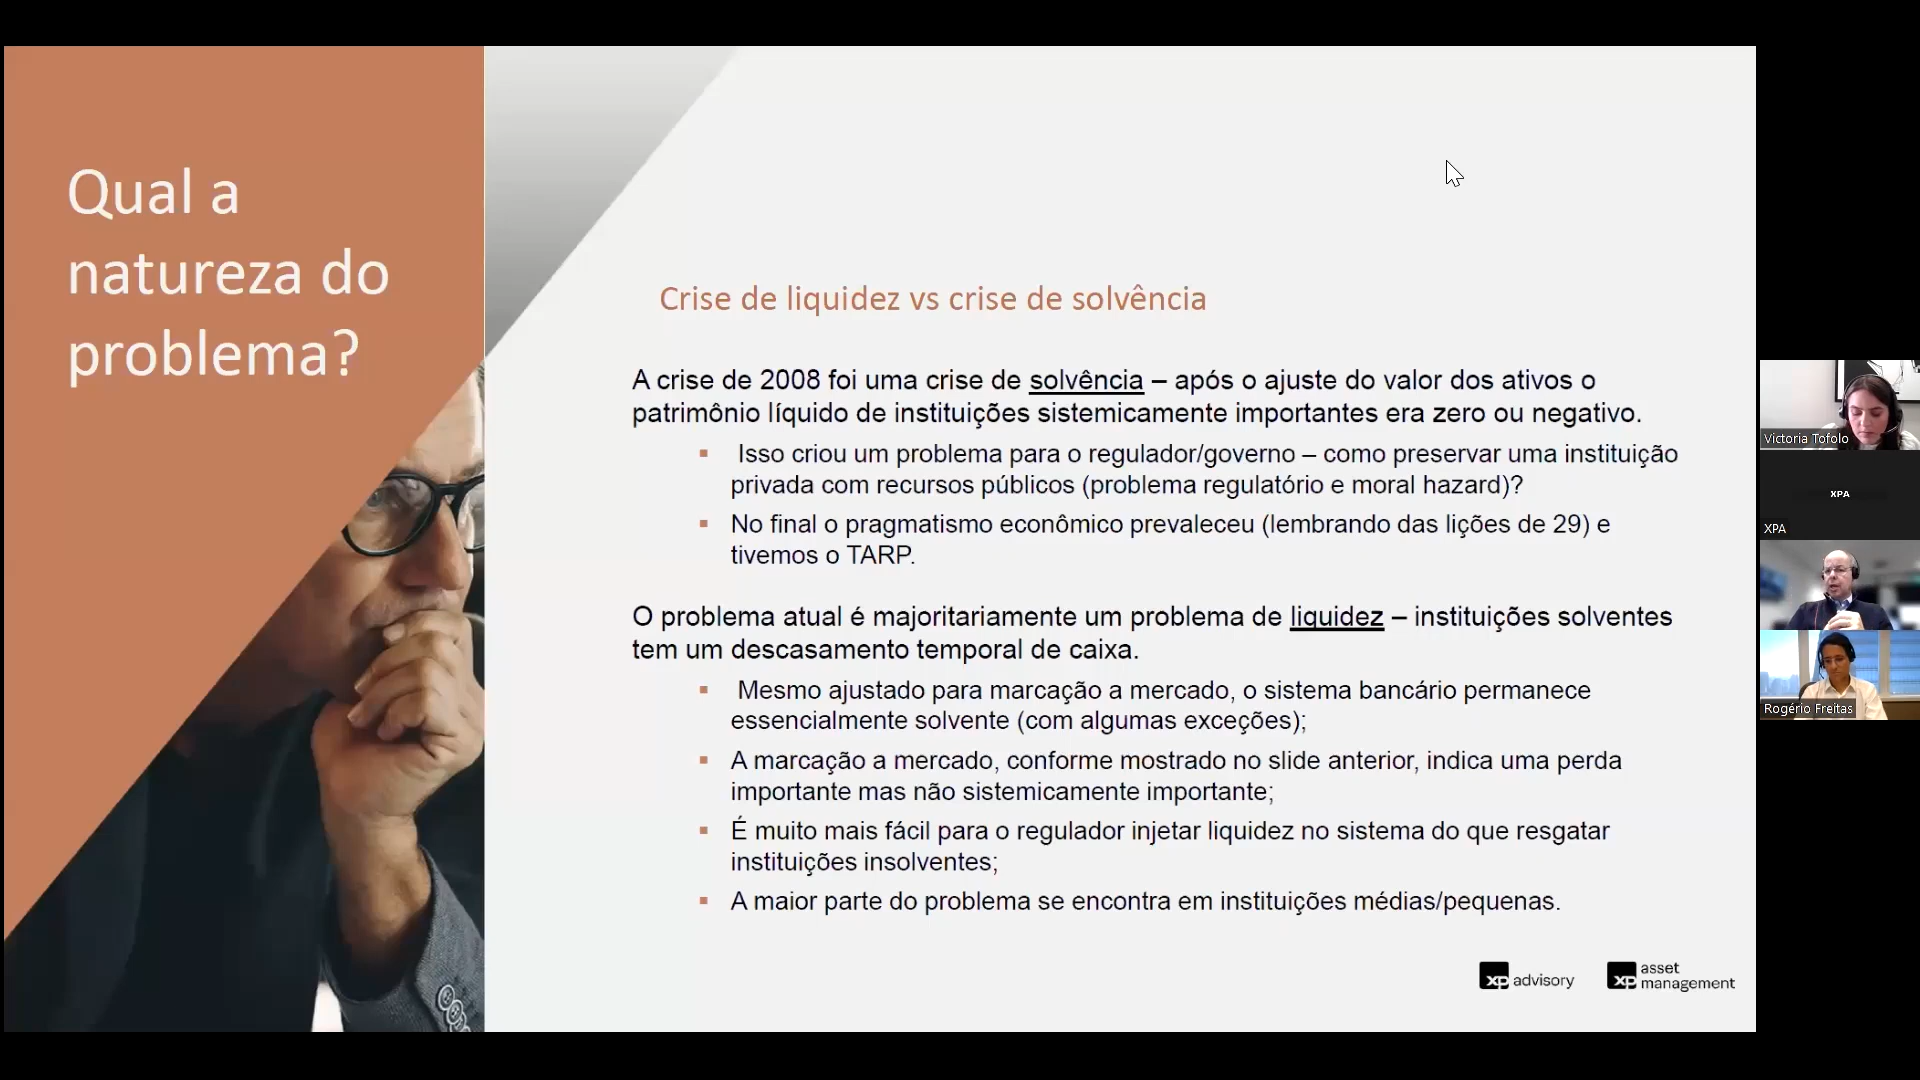 Qual a
natureza do
problema?
Crise de liquidez vs crise de solvência
A crise de 2008 foi uma crise de solvência – após o ajuste do valor dos ativos o
patrimônio líquido de instituições sistemicamente importantes era zero ou negativo.
▪ Isso criou um problema para o regulador/governo – como preservar uma instituição
privada com recursos públicos (problema regulatório e moral hazard)?
▪ No final o pragmatismo econômico prevaleceu (lembrando das lições de 29) e
tivemos o TARP.
O problema atual é majoritariamente um problema de liquidez – instituições solventes
tem um descasamento temporal de caixa.
▪ Mesmo ajustado para marcação a mercado, o sistema bancário permanece
essencialmente solvente (com algumas exceções);
▪ A marcação a mercado, conforme mostrado no slide anterior, indica uma perda
importante mas não sistemicamente importante;
▪ É muito mais fácil para o regulador injetar liquidez no sistema do que resgatar
instituições insolventes;
▪ A maior parte do problema se encontra em instituições médias/pequenas.
xp advisory
xp asset
management
Victoria Tofolo
XPA
XPA
Rogério Freitas